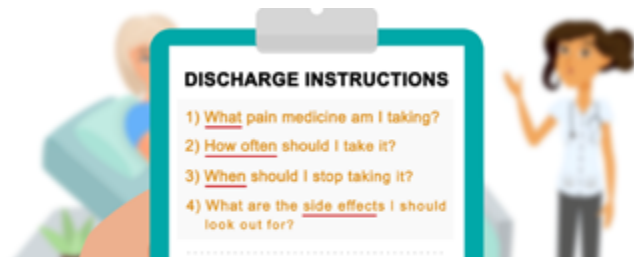 DISCHARGE INSTRUCTIONS
1) What pain medicine am I taking?
2) How often should I take it?
3) When should I stop taking it?
4) What are the side effects I should
look out for?